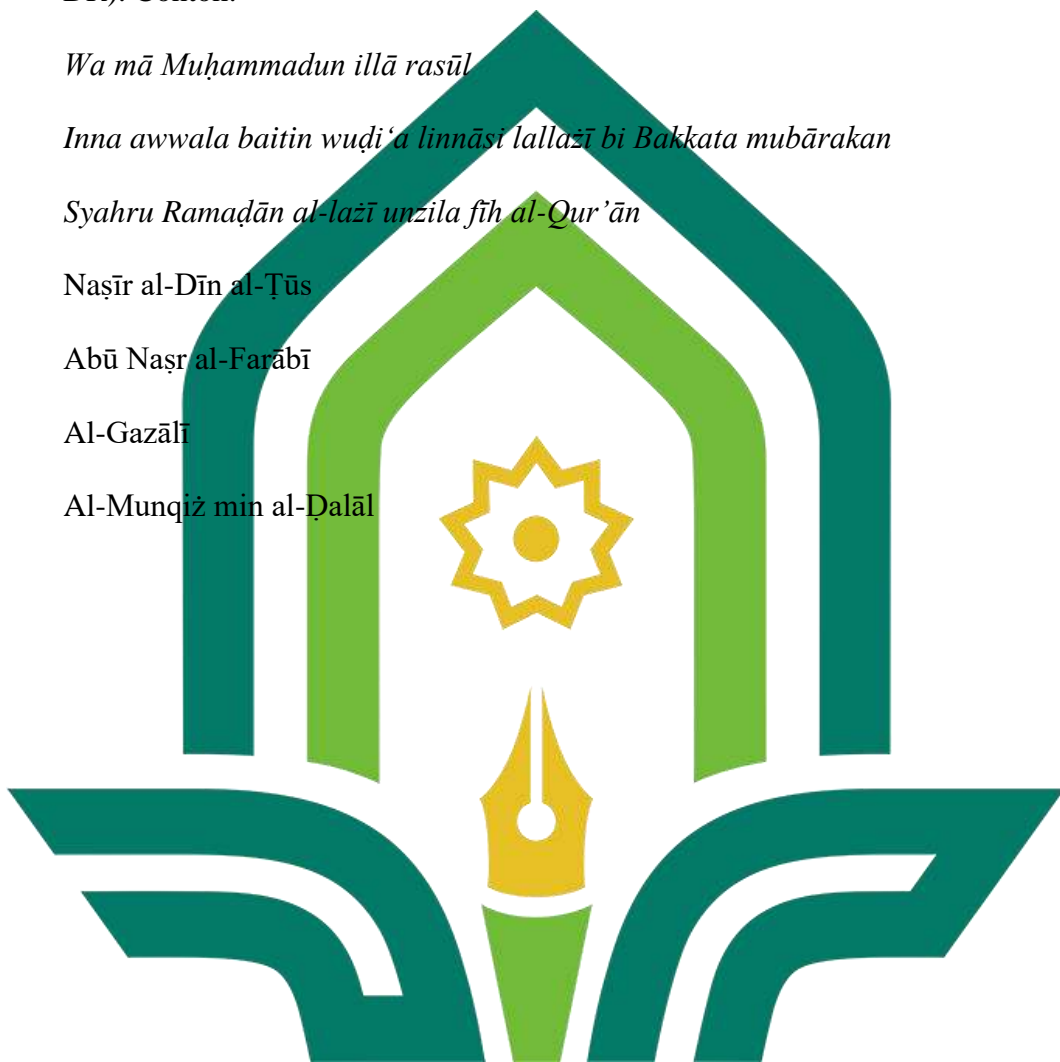 DR). Contoh:
Wa mā Muḥammadun illā rasūl
Inna awwala baitin wuḍi‘a linnāsi lallażī bi Bakkata mubārakan
Syahru Ramaḍān al-lażī unzila fīh al-Qur’ān
Naṣīr al-Dīn al-Ṭūs
Abū Naṣr al-Farābī
Al-Gazālī
Al-Munqiż min al-Ḍalāl